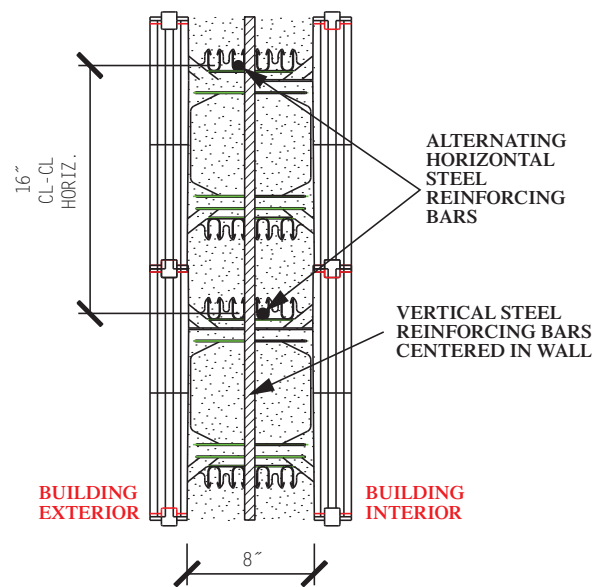 16″
CL-CL
HORIZ.
ALTERNATING
HORIZONTAL
STEEL
REINFORCING
BARS
VERTICAL STEEL
REINFORCING BARS
CENTERED IN WALL
BUILDING
EXTERIOR
BUILDING
INTERIOR
8″